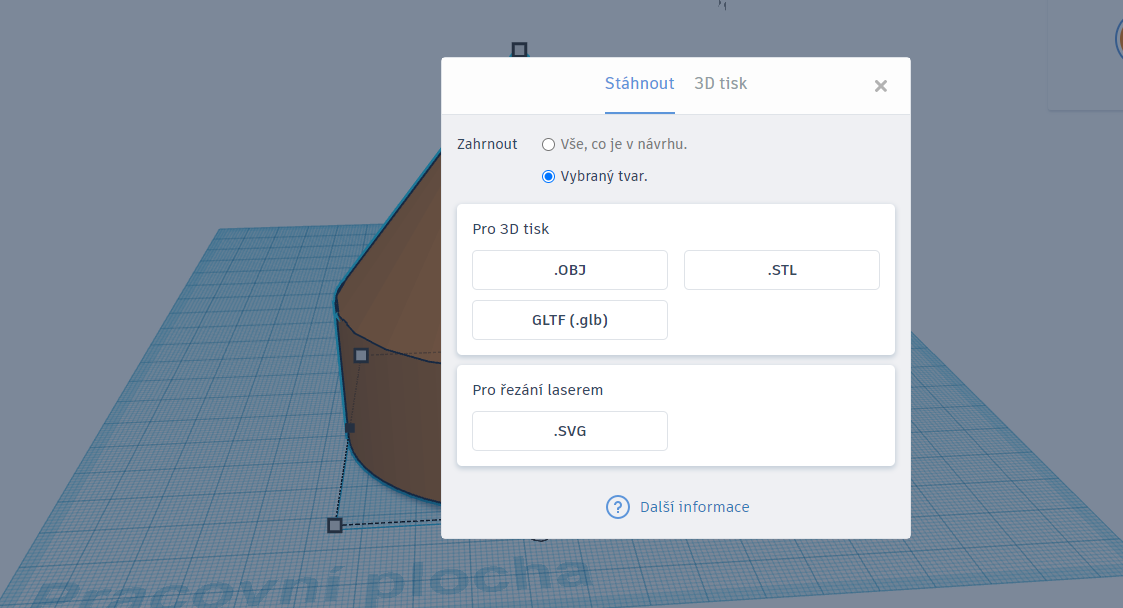 Stáhnout 3D tisk
Zahrnout Vše, co je v návrhu.
Vybraný tvar.
Pro 3D tisk
.OBJ .STL
GLTF (.glb)
Pro řezání laserem
.SVG
? Další informace
Pracovní plocha